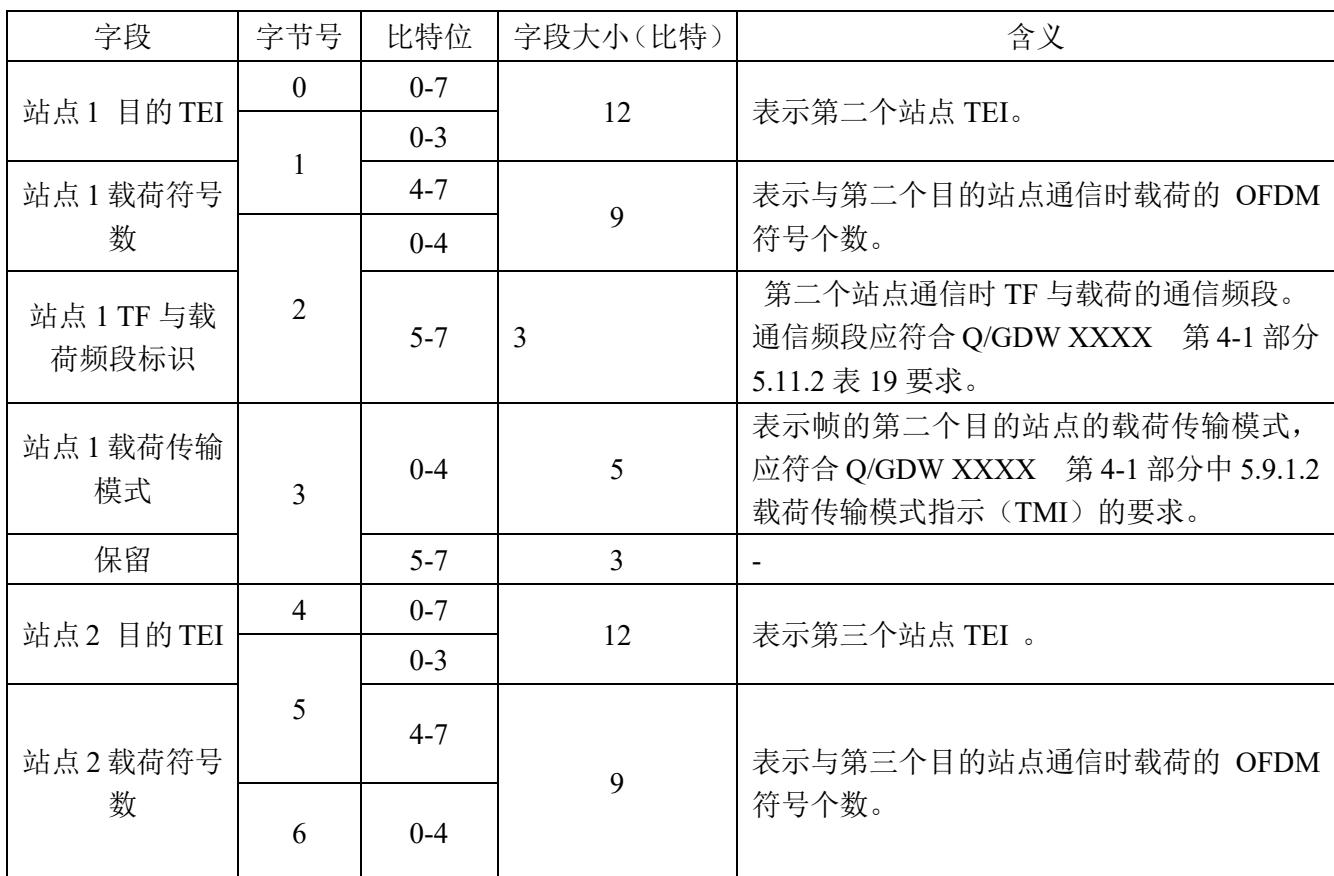 字段 字节号 比特位 字段大小（比特） 含义
站点 1 目的 TEI 0 0-7 12 表示第二个站点 TEI。
1 0-3
站点 1 载荷符号
数 4-7 9 表示与第二个目的站点通信时载荷的 OFDM
符号个数。
2 0-4
站点 1 TF 与载
荷频段标识 5-7 3 第二个站点通信时 TF 与载荷的通信频段。
通信频段应符合 Q/GDW XXXX 第 4-1 部分
5.11.2 表 19 要求。
站点 1 载荷传输
模式 3 0-4 5 表示帧的第二个目的站点的载荷传输模式，
应符合 Q/GDW XXXX 第 4-1 部分中 5.9.1.2
载荷传输模式指示（TMI）的要求。
保留 5-7 3 -
站点 2 目的 TEI 4 0-7 12 表示第三个站点 TEI 。
5 0-3
站点 2 载荷符号
数 4-7 9 表示与第三个目的站点通信时载荷的 OFDM
符号个数。
6 0-4